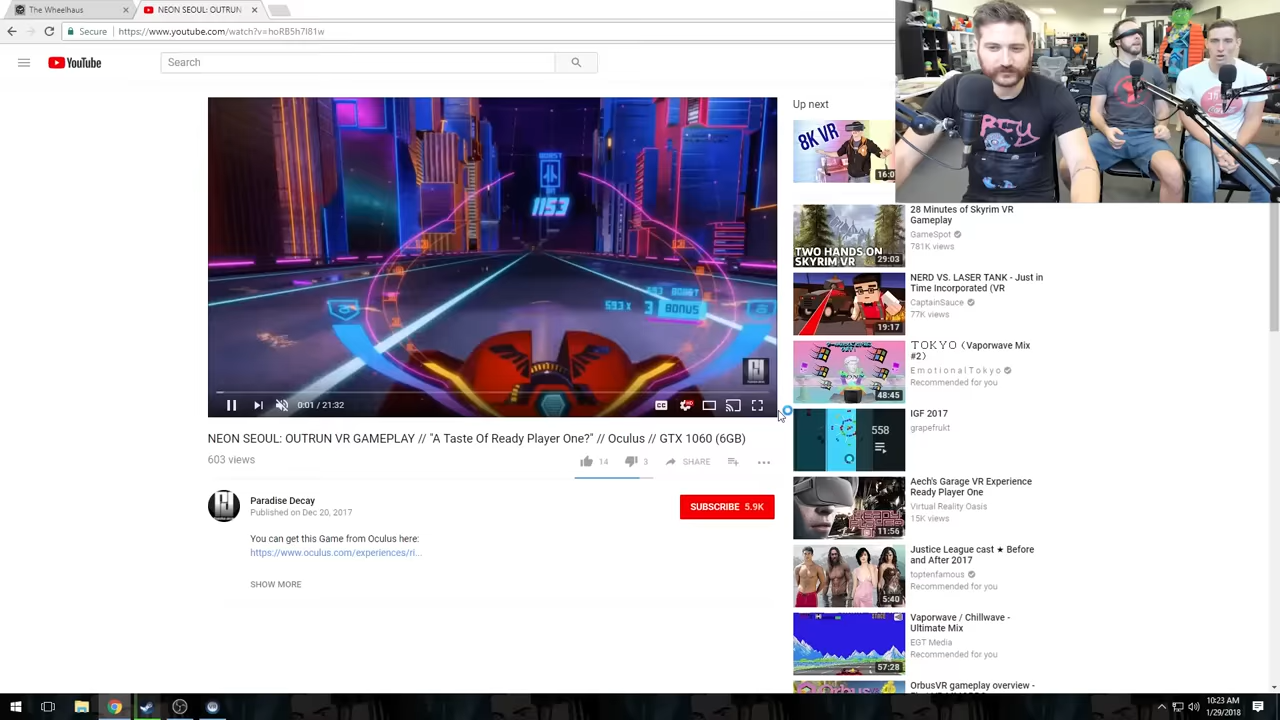 The Wheelhaus
NEON SEOUL: OUTRUN
Secure
https://www.youtube.com/watch?v=hoRB5h7I81w
YouTube
Search
593 x
BONUS
0:01 / 21:32
CC
HD
NEON SEOUL: OUTRUN VR GAMEPLAY // "A Taste Of Ready Player One?" // Oculus // GTX 1060 (6GB)
603 views
14
3
SHARE
Paradise Decay
Published on Dec 20, 2017
SUBSCRIBE 5.9K
You can get this Game from Oculus here:
https://www.oculus.com/experiences/ri...
SHOW MORE
Up next
8K VR
16:0
28 Minutes of Skyrim VR
Gameplay
GameSpot
781K views
TWO HANDS ON
SKYRIM VR
29:03
NERD VS. LASER TANK - Just in
Time Incorporated (VR
CaptainSauce
77K views
19:17
ＴＯＫＹＯ (Vaporwave Mix
#2)
E m o t i o n a l T o k y o
Recommended for you
48:45
IGF 2017
grapefrukt
558
Aech's Garage VR Experience
Ready Player One
Virtual Reality Oasis
15K views
11:56
Justice League cast ★ Before
and After 2017
toptenfamous
Recommended for you
5:40
Vaporwave / Chillwave -
Ultimate Mix
EGT Media
Recommended for you
57:28
OrbusVR gameplay overview -
10:23 AM
1/29/2018